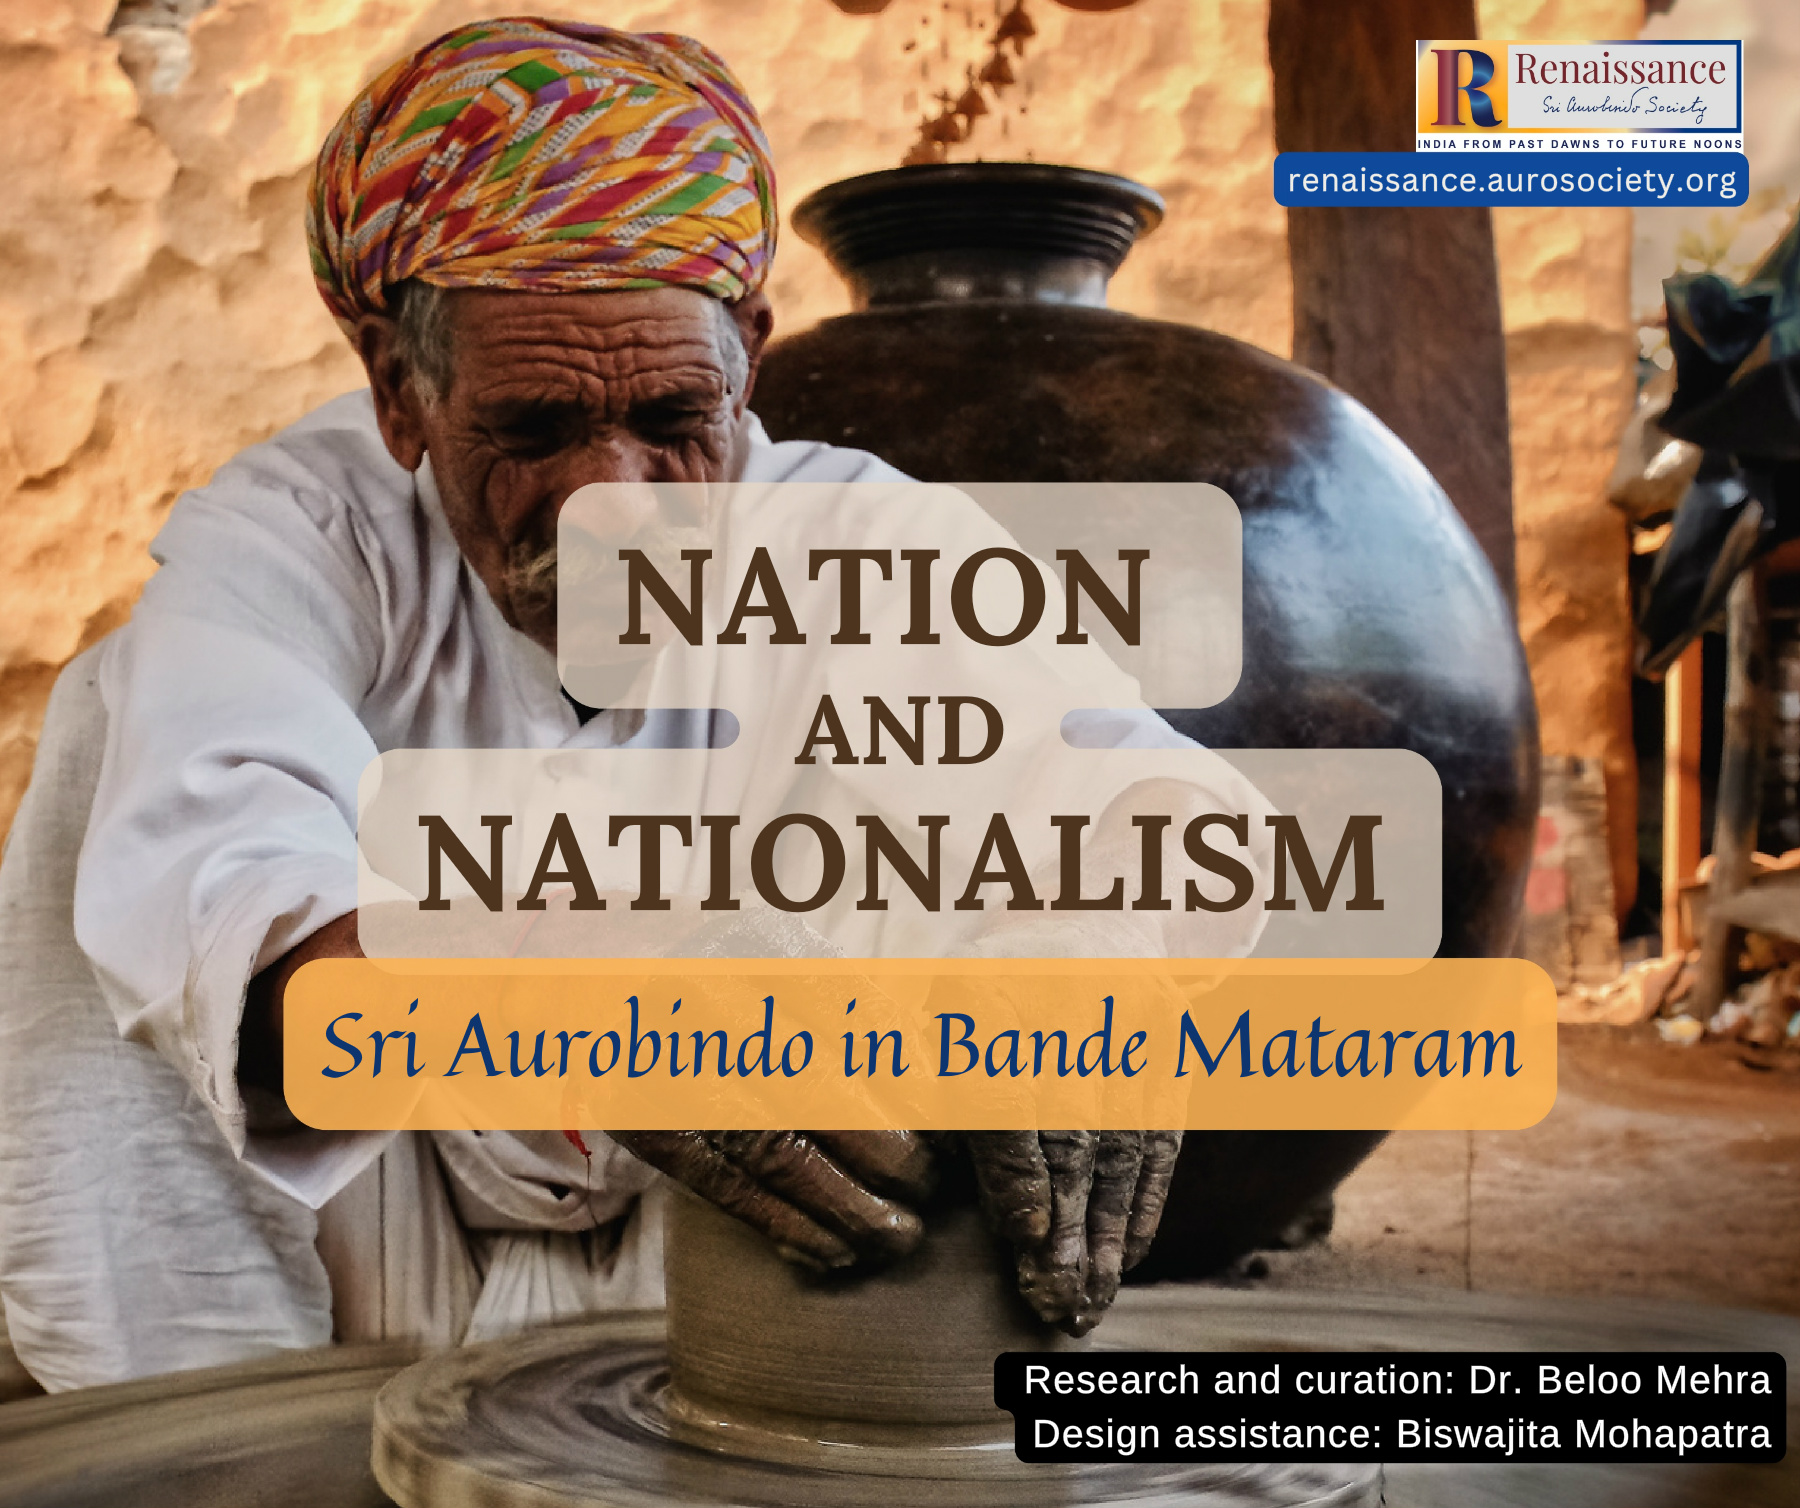 R Renaissance
Sri Aurobindo Society
INDIA FROM PAST DAWNS TO FUTURE NOONS
renaissance.aurosociety.org
NATION
AND
NATIONALISM
Sri Aurobindo in Bande Mataram
Research and curation: Dr. Beloo Mehra
Design assistance: Biswajita Mohapatra